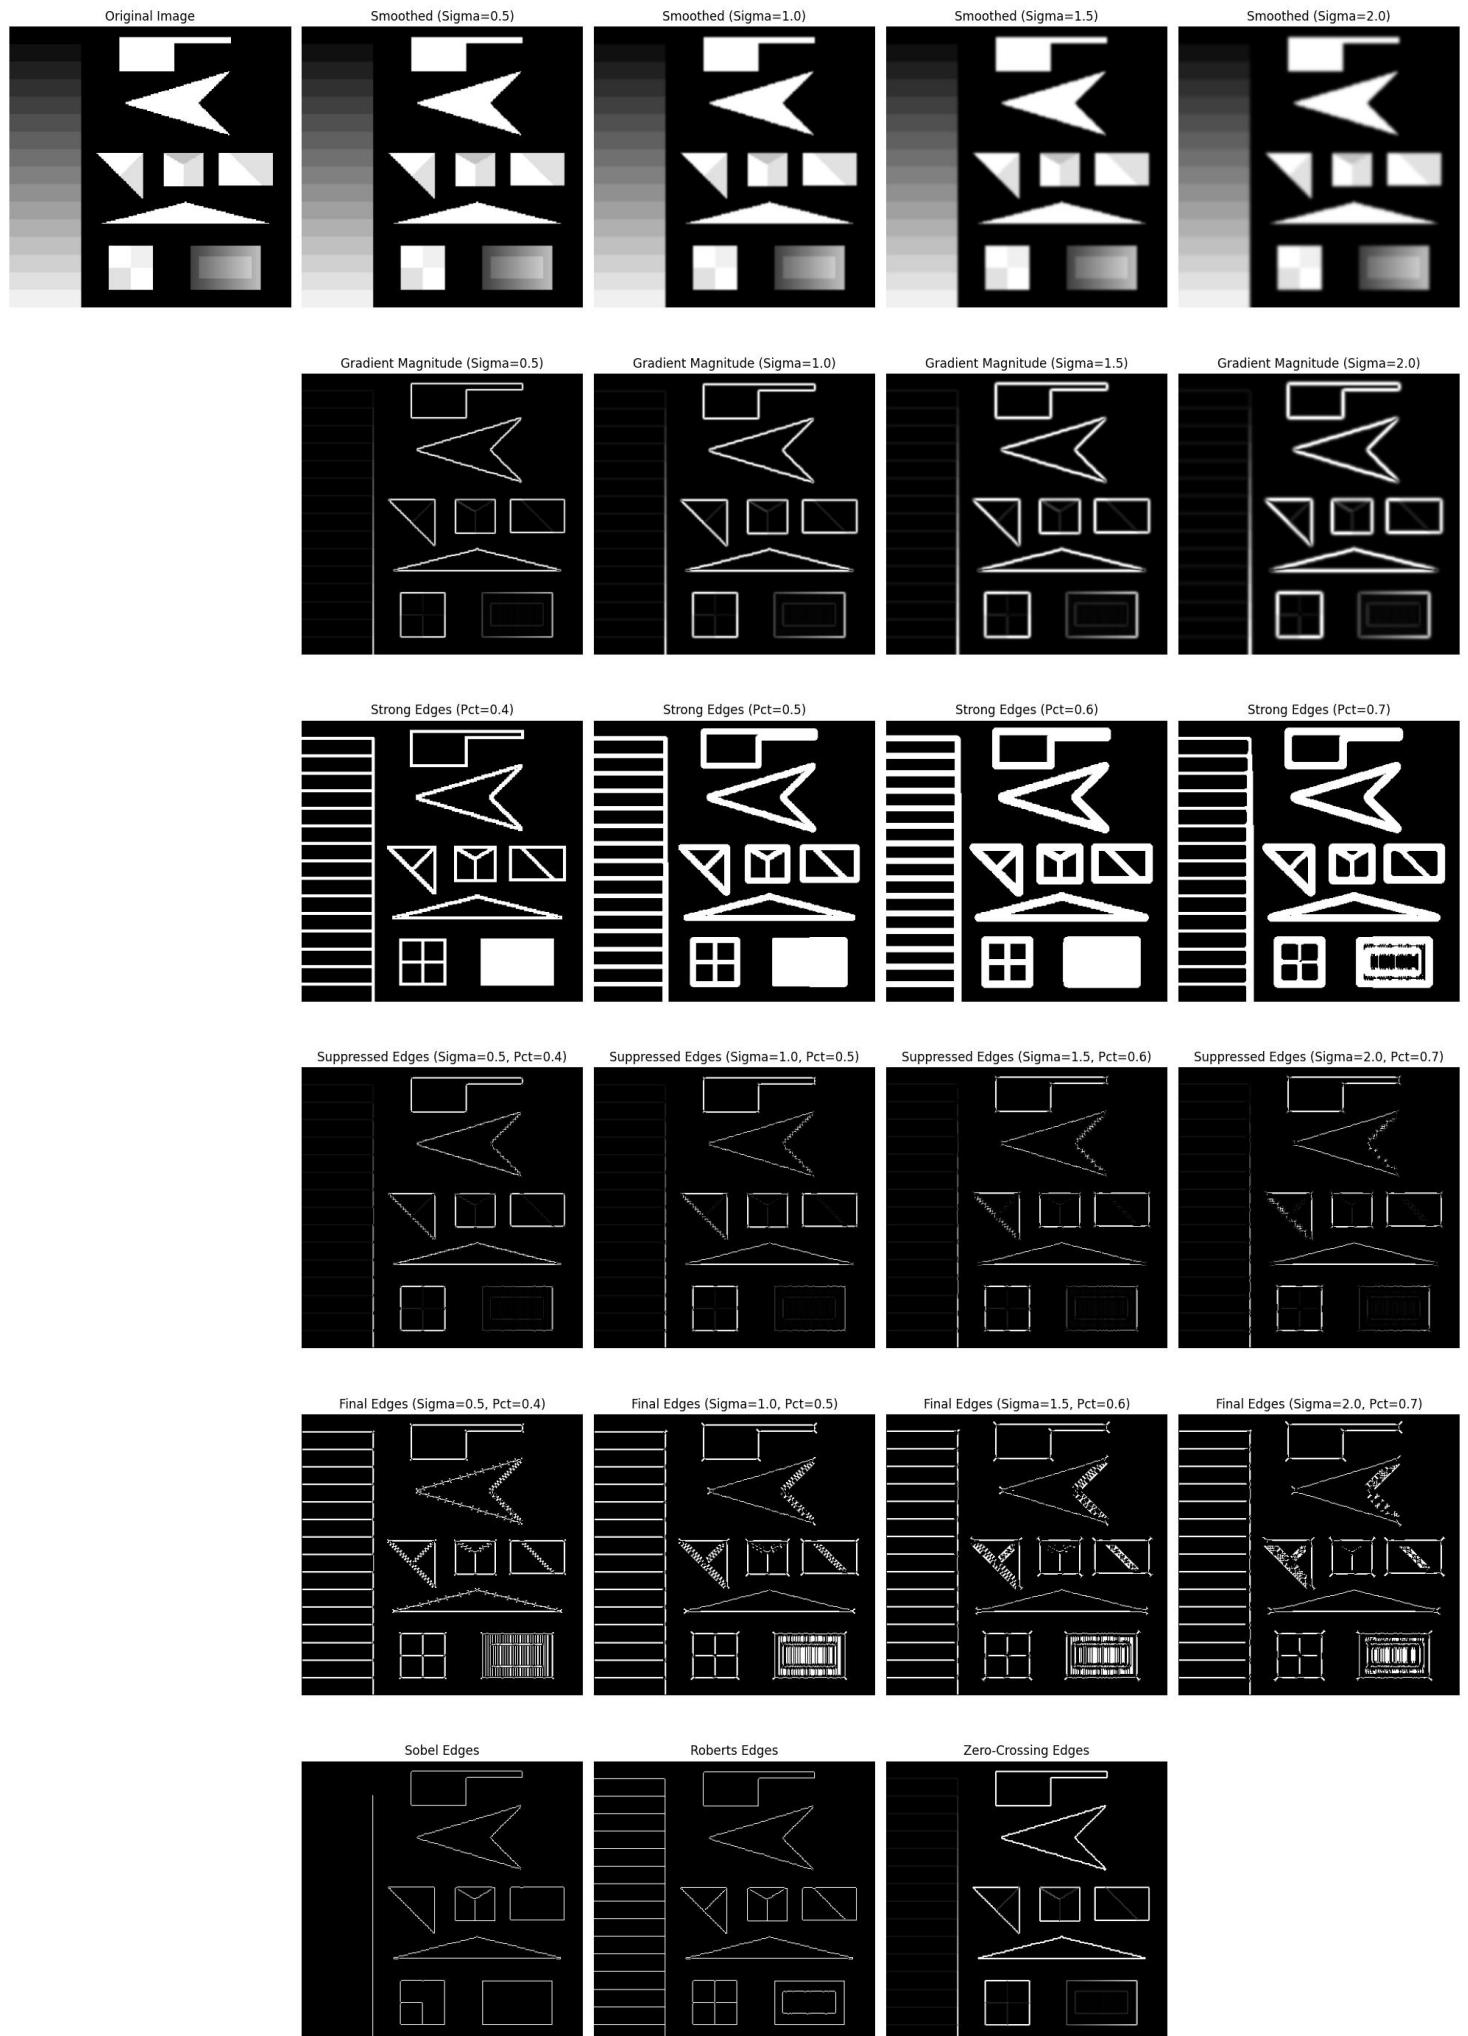 Original Image
Smoothed (Sigma=0.5)
Smoothed (Sigma=1.0)
Smoothed (Sigma=1.5)
Smoothed (Sigma=2.0)
Gradient Magnitude (Sigma=0.5)
Gradient Magnitude (Sigma=1.0)
Gradient Magnitude (Sigma=1.5)
Gradient Magnitude (Sigma=2.0)
Strong Edges (Pct=0.4)
Strong Edges (Pct=0.5)
Strong Edges (Pct=0.6)
Strong Edges (Pct=0.7)
Suppressed Edges (Sigma=0.5, Pct=0.4)
Suppressed Edges (Sigma=1.0, Pct=0.5)
Suppressed Edges (Sigma=1.5, Pct=0.6)
Suppressed Edges (Sigma=2.0, Pct=0.7)
Final Edges (Sigma=0.5, Pct=0.4)
Final Edges (Sigma=1.0, Pct=0.5)
Final Edges (Sigma=1.5, Pct=0.6)
Final Edges (Sigma=2.0, Pct=0.7)
Sobel Edges
Roberts Edges
Zero-Crossing Edges